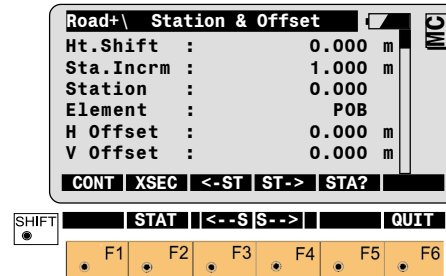 Road+\ Station & Offset
MC
Ht.Shift : 0.000 m
Sta.Incrm : 1.000 m
Station : 0.000
Element : POB
H Offset : 0.000 m
V Offset : 0.000 m
CONT XSEC <-ST ST-> STA?
SHIFT STAT <--S S--> QUIT
F1 F2 F3 F4 F5 F6